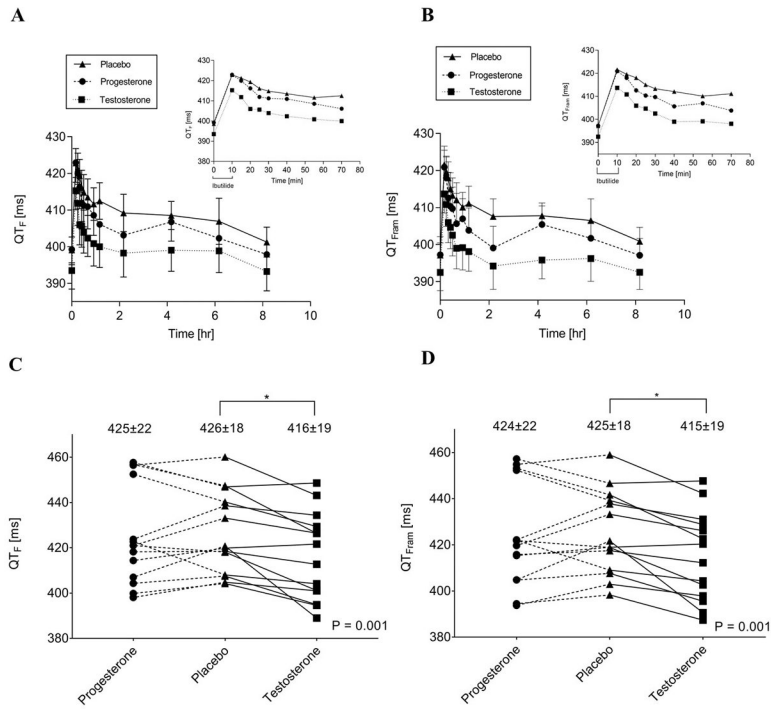 A
Placebo
Progesterone
Testosterone
QTF [ms]
430
420
410
400
390
0 2 4 6 8 10
Time [hr]
QTF [ms]
430
420
410
400
390
380
0 10 20 30 40 50 60 70 80
Time [min]
Ibutilide
B
Placebo
Progesterone
Testosterone
QTFram [ms]
430
420
410
400
390
0 2 4 6 8 10
Time [hr]
QTFram [ms]
430
420
410
400
390
380
0 10 20 30 40 50 60 70 80
Time [min]
Ibutilide
C
*
425±22 426±18 416±19
QTF [ms]
460
440
420
400
380
P = 0.001
Progesterone Placebo Testosterone
D
*
424±22 425±18 415±19
QTFram [ms]
460
440
420
400
380
P = 0.001
Progesterone Placebo Testosterone